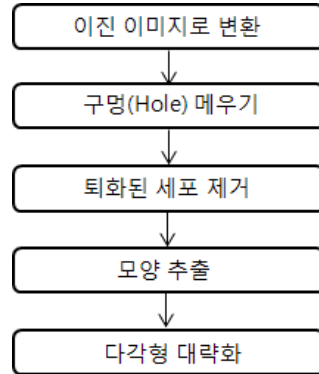 이진 이미지로 변환
구멍(Hole) 메우기
퇴화된 세포 제거
모양 추출
다각형 대략화